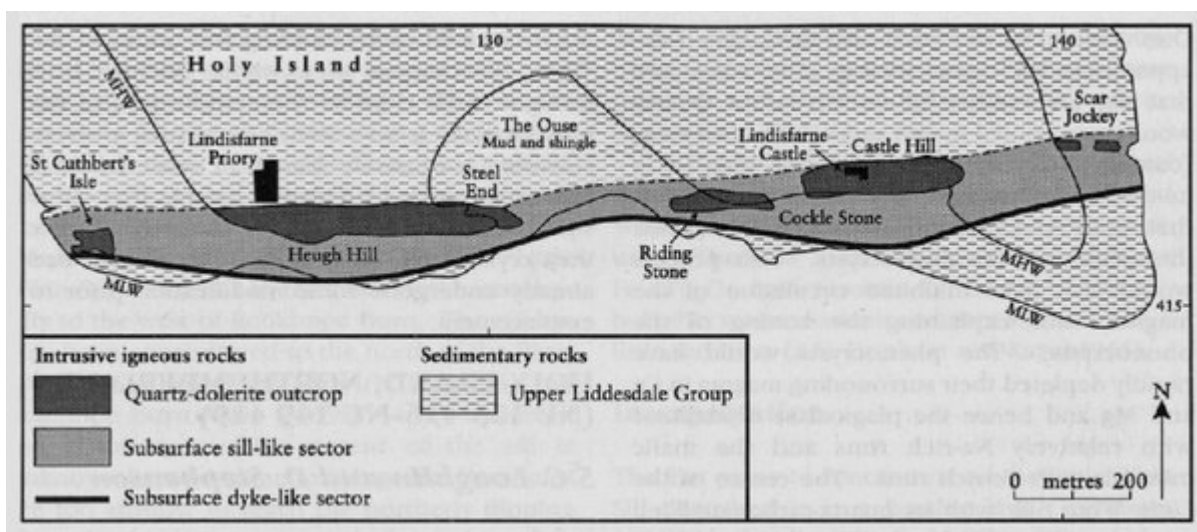 130
140
Holy Island
MHW
Scar
Jockey
Lindisfarne
Priory
The Ouse
Mud and shingle
Lindisfarne
Castle
Castle Hill
St Cuthbert's
Isle
Steel
End
Cockle Stone
Heugh Hill
Riding
Stone
MHW
MLW
MLW
415
Intrusive igneous rocks
Sedimentary rocks
Quartz-dolerite outcrop
Upper Liddesdale Group
Subsurface sill-like sector
Subsurface dyke-like sector
N
0 metres 200